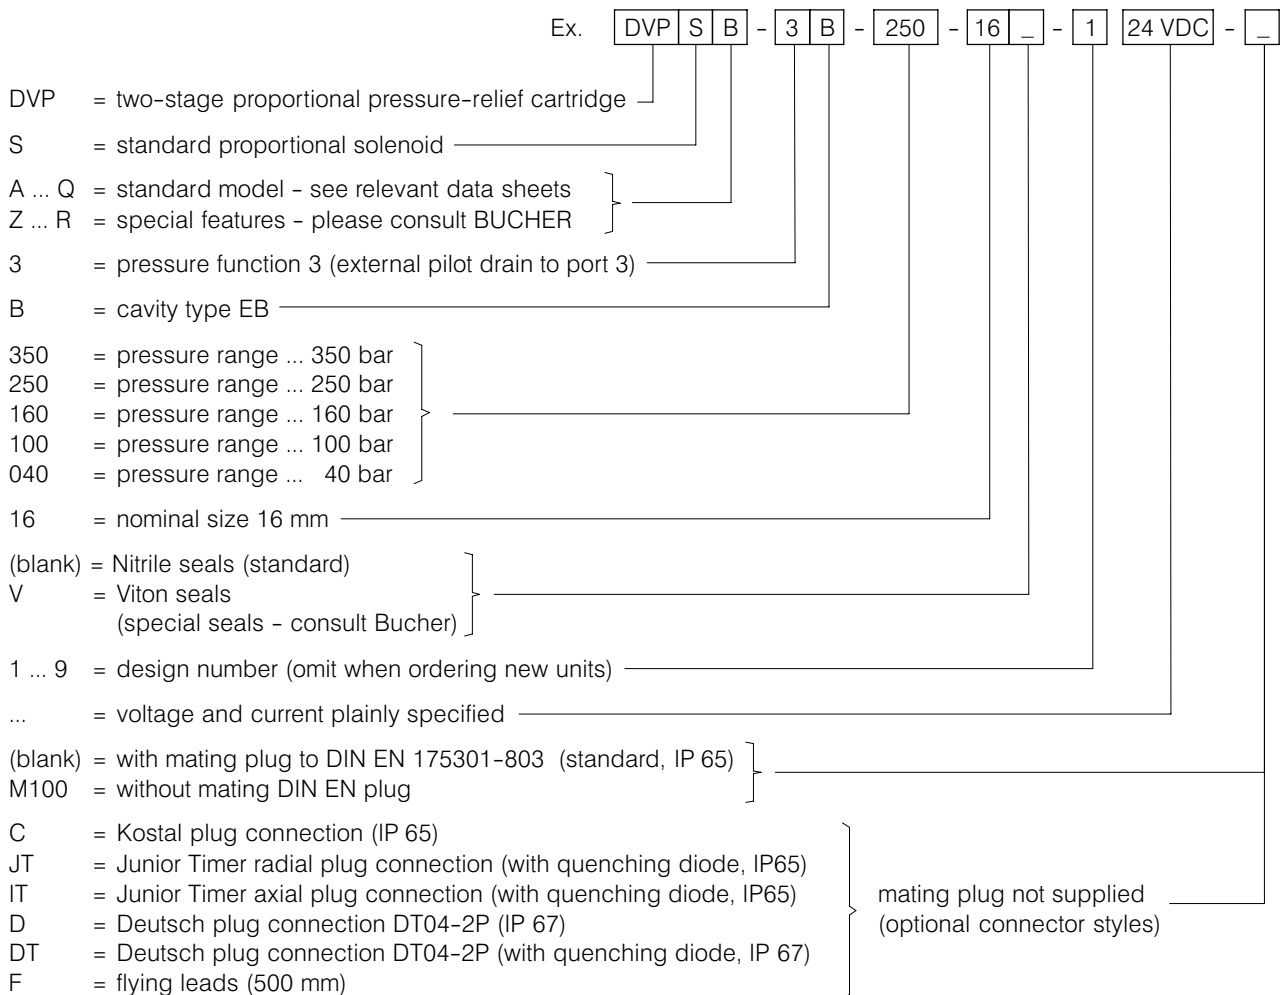 Ex. DVP S B - 3 B - 250 - 16 _ - 1 24 VDC - _
DVP = two-stage proportional pressure-relief cartridge
S = standard proportional solenoid
A ... Q = standard model - see relevant data sheets
Z ... R = special features - please consult BUCHER
3 = pressure function 3 (external pilot drain to port 3)
B = cavity type EB
350 = pressure range ... 350 bar
250 = pressure range ... 250 bar
160 = pressure range ... 160 bar
100 = pressure range ... 100 bar
040 = pressure range ... 40 bar
16 = nominal size 16 mm
(blank) = Nitrile seals (standard)
V = Viton seals
(special seals - consult Bucher)
1 ... 9 = design number (omit when ordering new units)
... = voltage and current plainly specified
(blank) = with mating plug to DIN EN 175301-803 (standard, IP 65)
M100 = without mating DIN EN plug
C = Kostal plug connection (IP 65)
JT = Junior Timer radial plug connection (with quenching diode, IP65)
IT = Junior Timer axial plug connection (with quenching diode, IP65)
mating plug not supplied
D = Deutsch plug connection DT04-2P (IP 67)
(optional connector styles)
DT = Deutsch plug connection DT04-2P (with quenching diode, IP 67)
F = flying leads (500 mm)